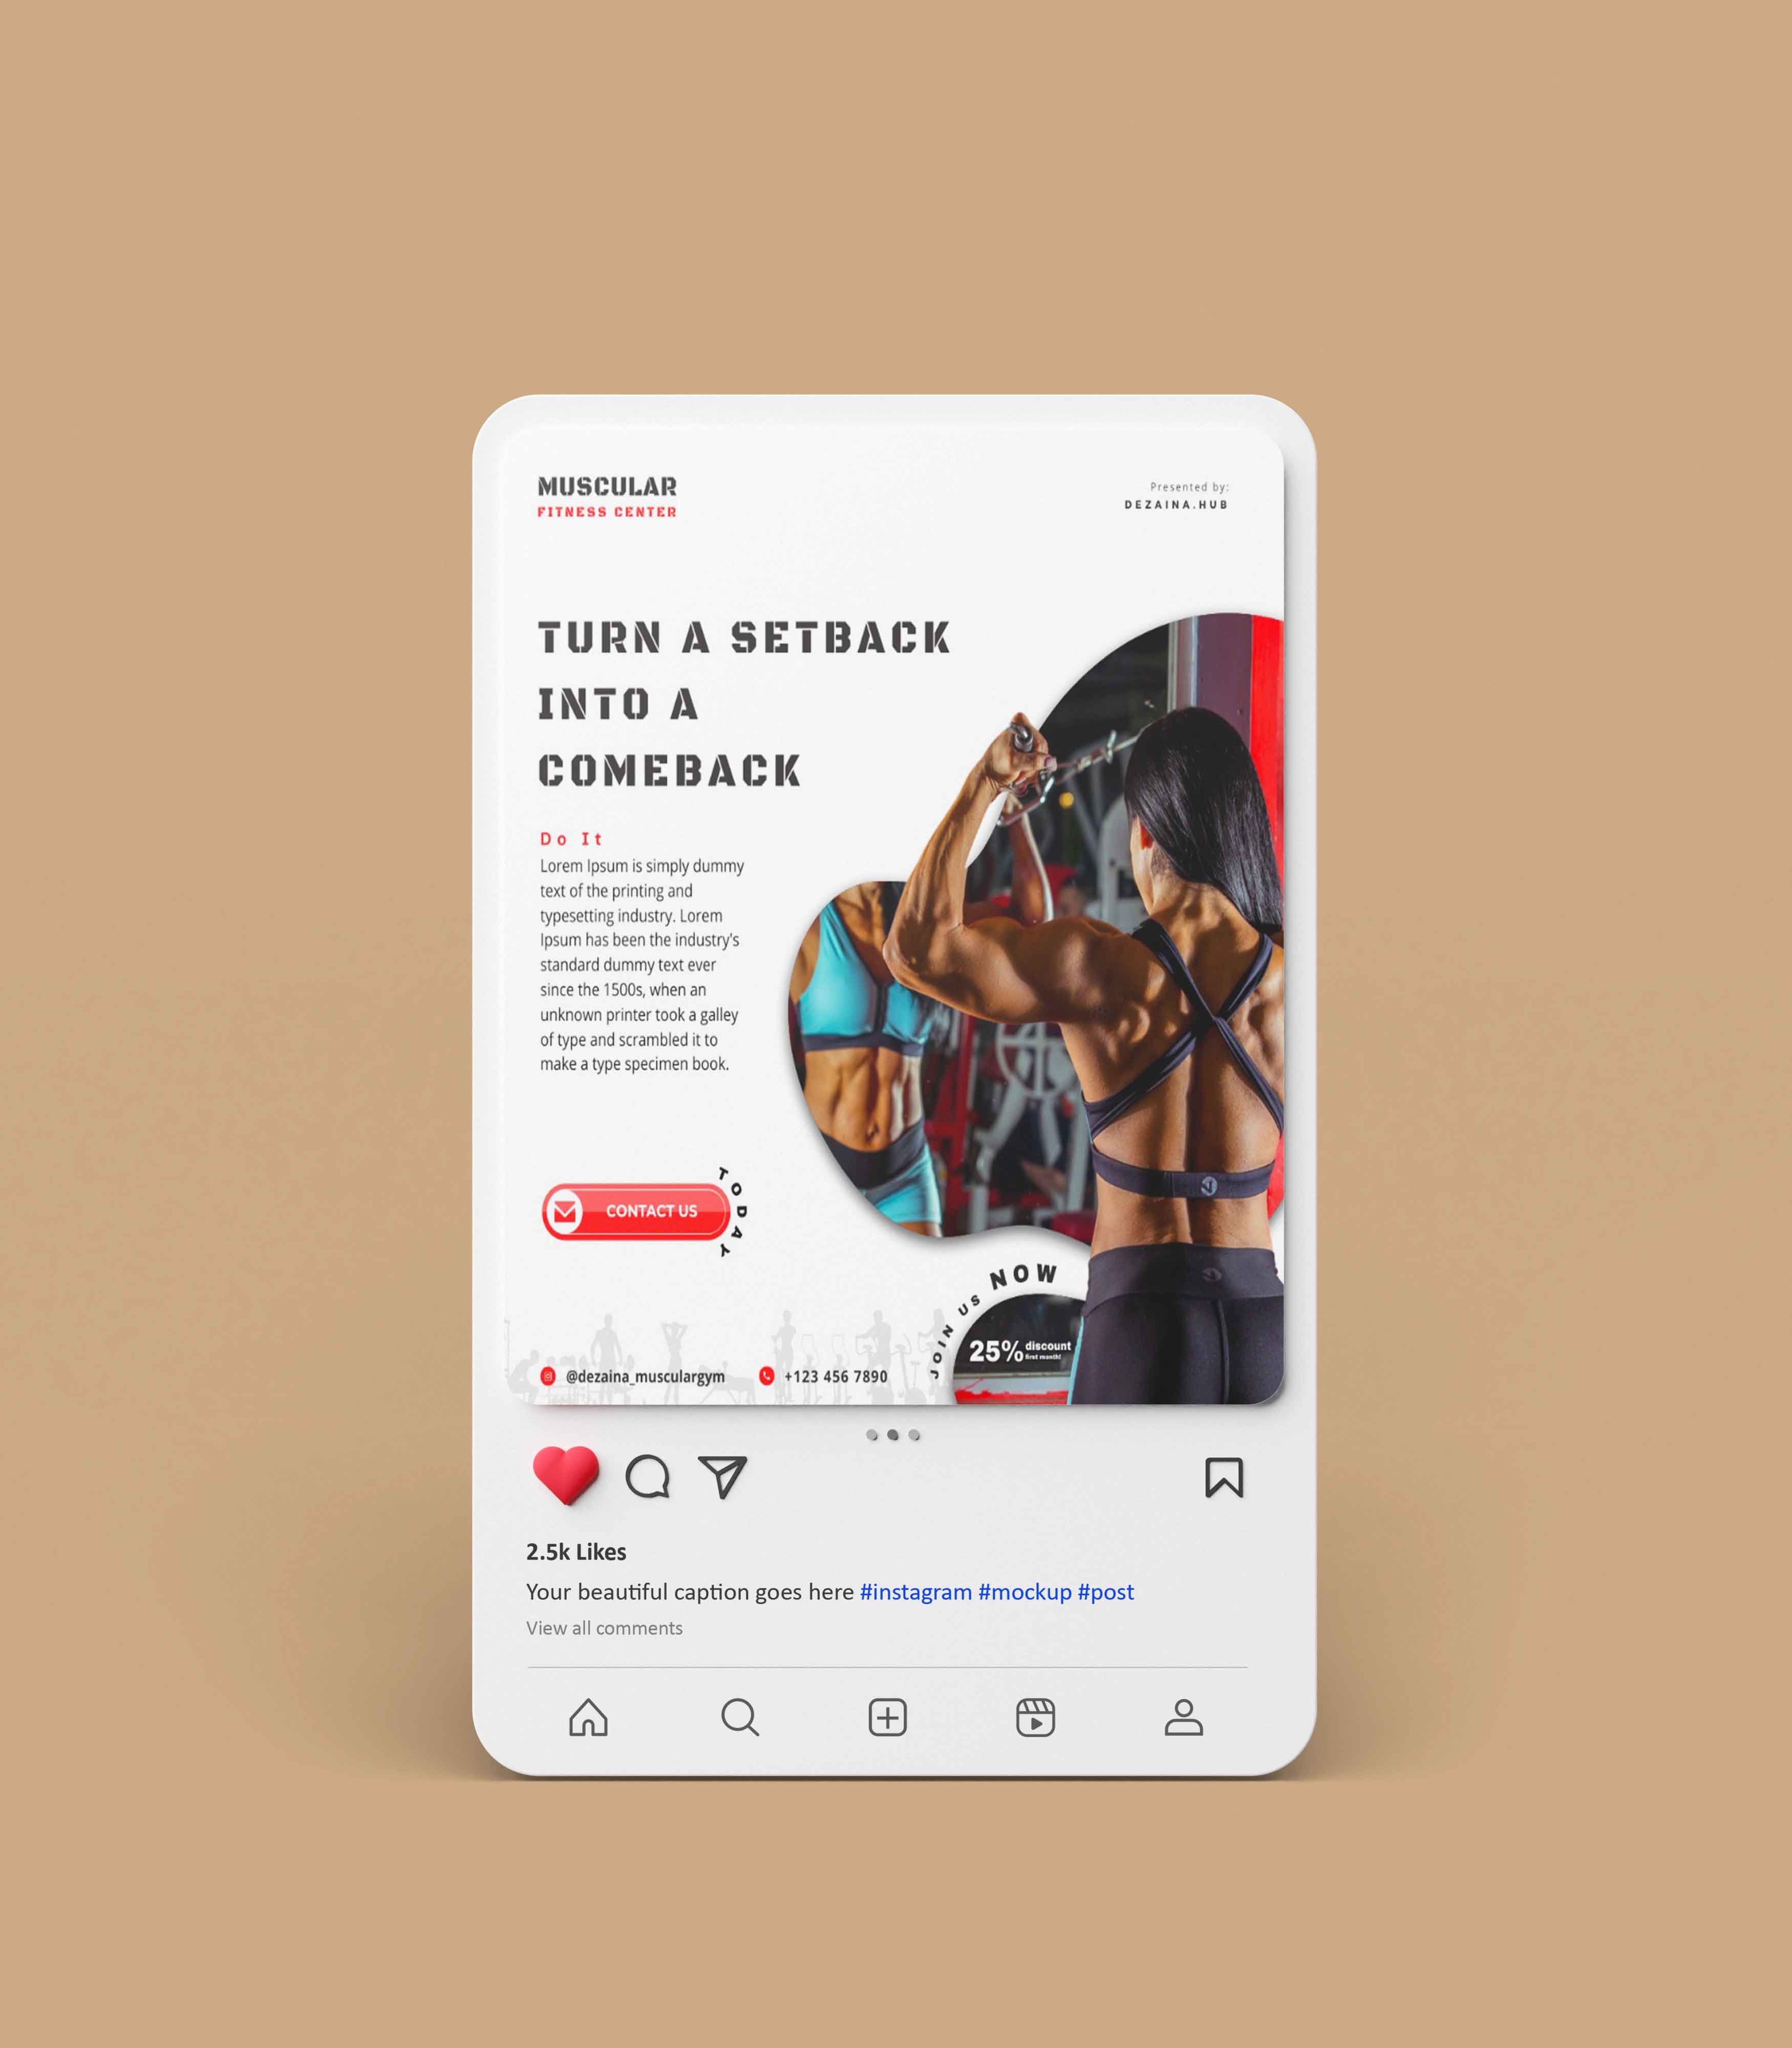 MUSCULAR
FITNESS CENTER
Presented by:
DEZAINA.HUB
TURN A SETBACK
INTO A
COMEBACK
Do It
Lorem Ipsum is simply dummy
text of the printing and
typesetting industry. Lorem
Ipsum has been the industry's
standard dummy text ever
since the 1500s, when an
unknown printer took a galley
of type and scrambled it to
make a type specimen book.
CONTACT US
TODAY
JOIN US NOW
25% discount
first month!
@dezaina_musculargym
+123 456 7890
2.5k Likes
Your beautiful caption goes here #instagram #mockup #post
View all comments